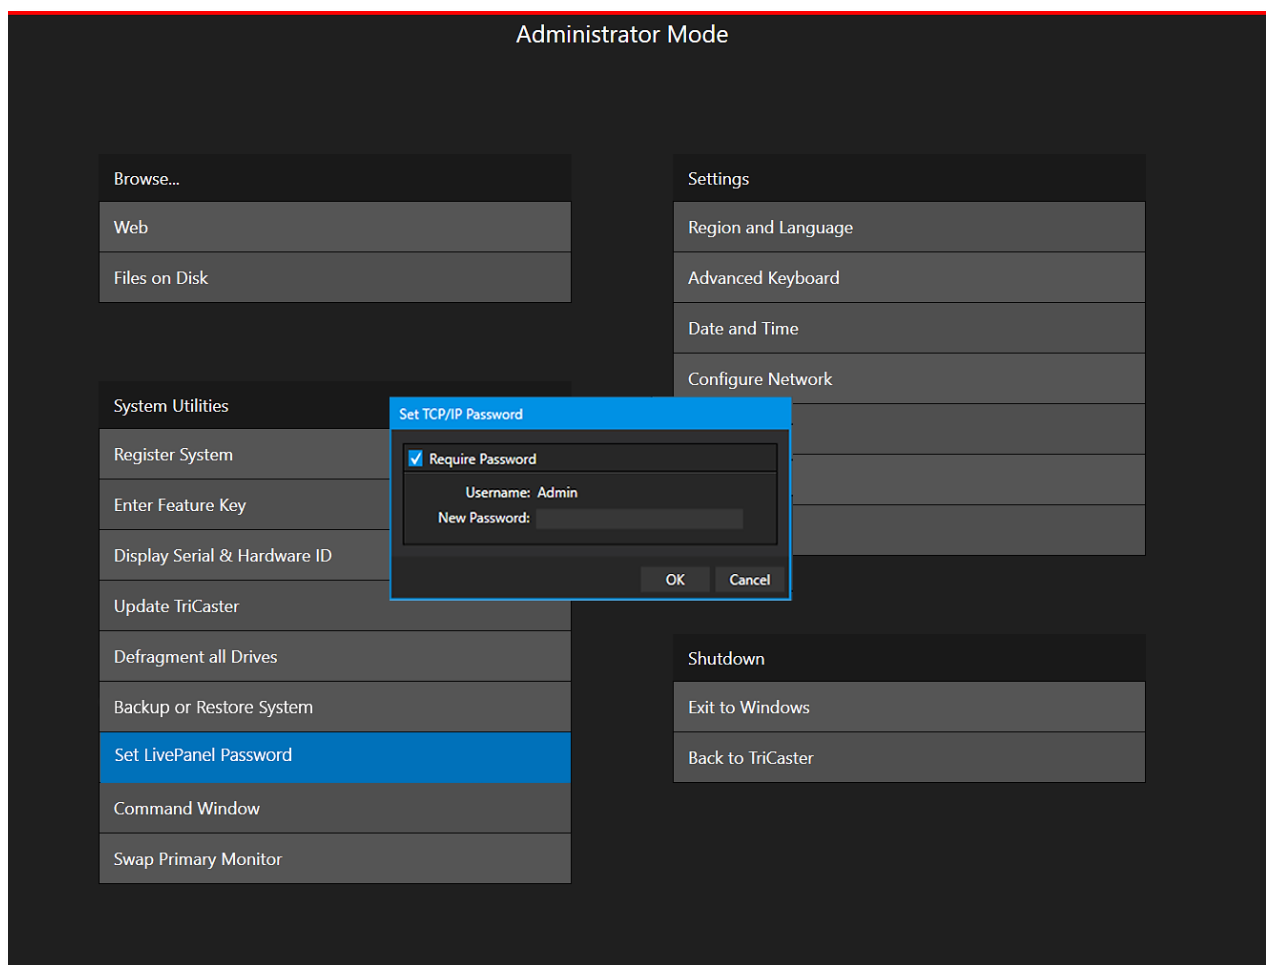 Administrator Mode
Browse...
Web
Files on Disk
System Utilities
Register System
Enter Feature Key
Display Serial & Hardware ID
Update TriCaster
Defragment all Drives
Backup or Restore System
Set LivePanel Password
Command Window
Swap Primary Monitor
Settings
Region and Language
Advanced Keyboard
Date and Time
Configure Network
Set TCP/IP Password
Require Password
Username: Admin
New Password:
OK Cancel
Shutdown
Exit to Windows
Back to TriCaster